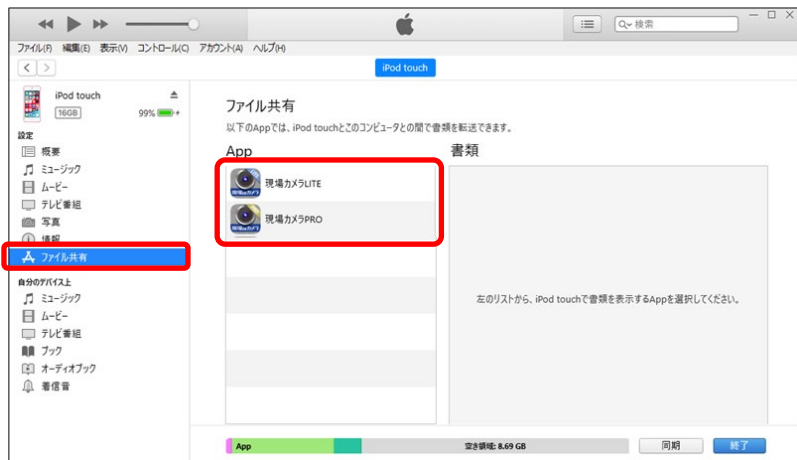 検索
ファイル(F) 編集(E) 表示(V) コントロール(C) アカウント(A) ヘルプ(H)
iPod touch
iPod touch
16GB 99%
設定
概要
ミュージック
ムービー
テレビ番組
写真
情報
ファイル共有
自分のデバイス上
ミュージック
ムービー
テレビ番組
ブック
オーディオブック
着信音
ファイル共有
以下のAppでは、iPod touchとこのコンピュータとの間で書類を転送できます。
App 書類
現場カメラLITE
現場カメラPRO
左のリストから、iPod touchで書類を表示するAppを選択してください。
App 空き領域: 8.69 GB 同期 終了